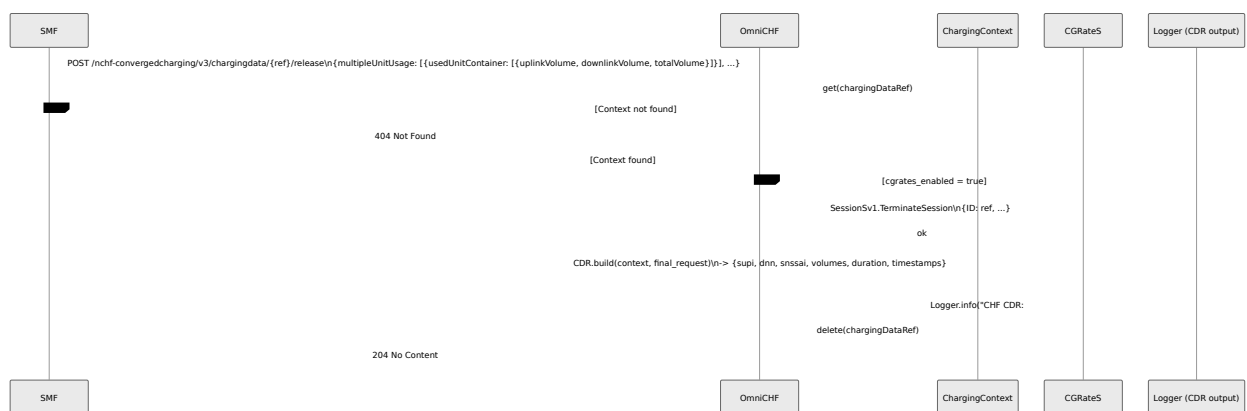 SMF OmniCHF ChargingContext CGRateS Logger (CDR output)
POST /nchf-convergedcharging/v3/chargingdata/{ref}/release\n{multipleUnitUsage: [{usedUnitContainer: [{uplinkVolume, downlinkVolume, totalVolume}]}], ...}
get(chargingDataRef)
[Context not found]
404 Not Found
[Context found]
[cgrates_enabled = true]
SessionSv1.TerminateSession\n{ID: ref, ...}
ok
CDR.build(context, final_request)\n-> {supi, dnn, snssai, volumes, duration, timestamps}
Logger.info("CHF CDR:
delete(chargingDataRef)
204 No Content
SMF OmniCHF ChargingContext CGRateS Logger (CDR output)